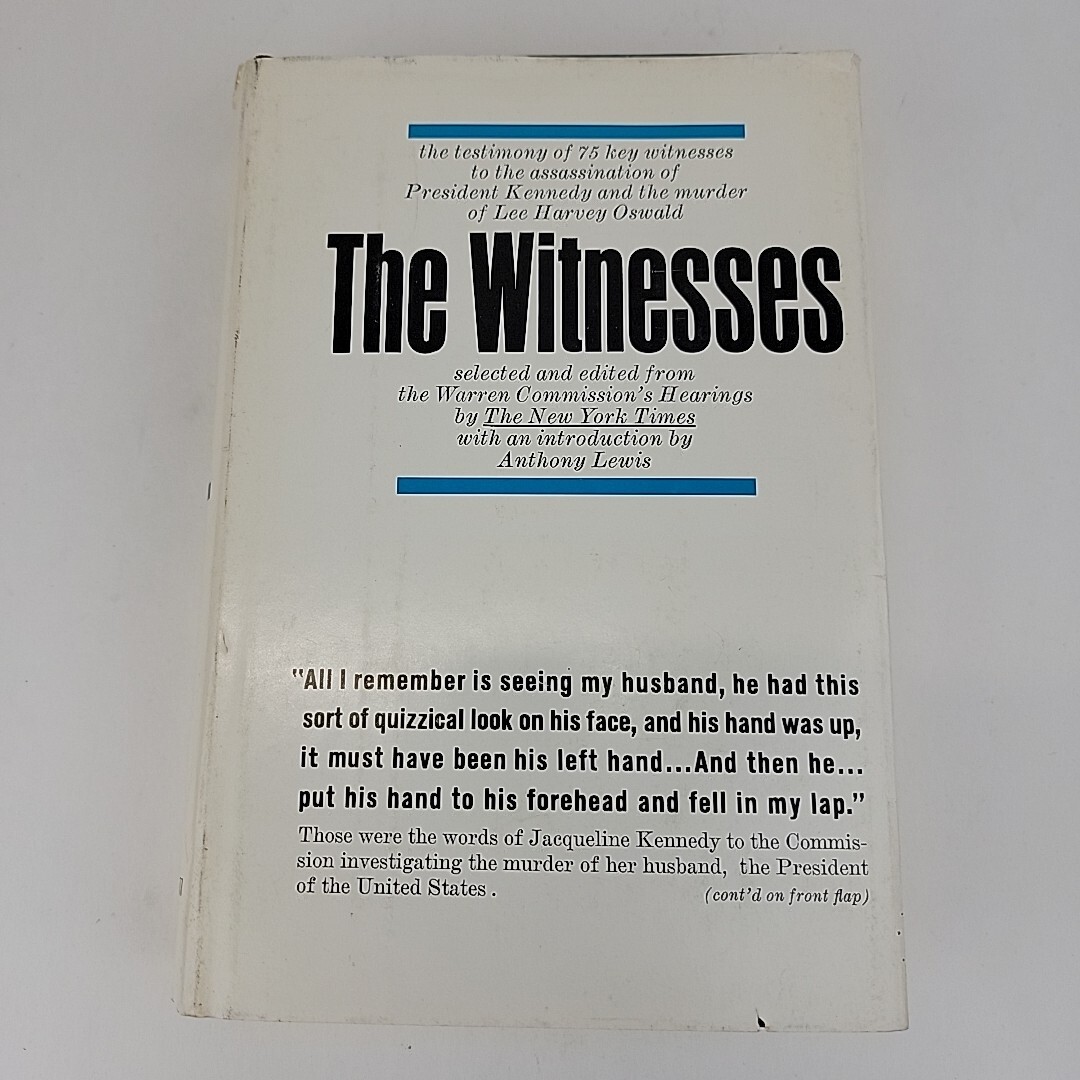 the testimony of 75 key witnesses
to the assassination of
President Kennedy and the murder
of Lee Harvey Oswald
The Witnesses
selected and edited from
the Warren Commission's Hearings
by The New York Times
with an introduction by
Anthony Lewis
"All I remember is seeing my husband, he had this
sort of quizzical look on his face, and his hand was up,
it must have been his left hand...And then he...
put his hand to his forehead and fell in my lap."
Those were the words of Jacqueline Kennedy to the Commis-
sion investigating the murder of her husband, the President
of the United States. (cont'd on front flap)